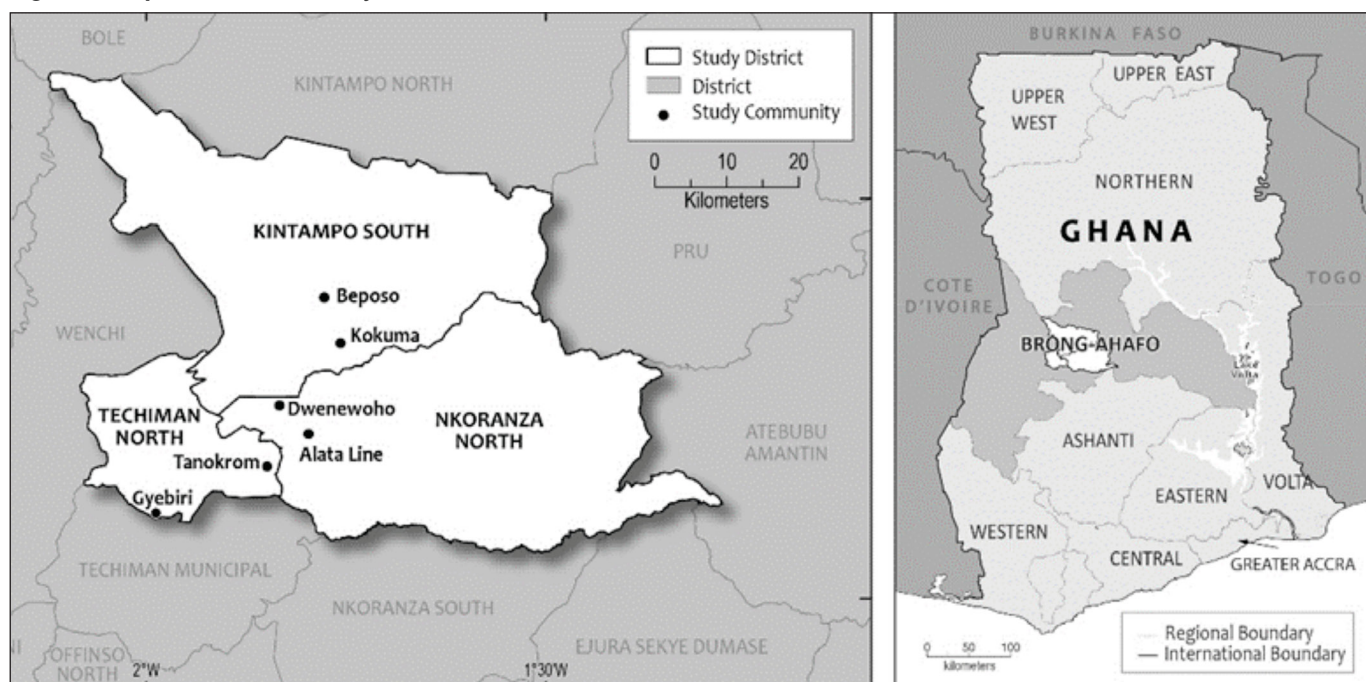 BOLE
KINTAMPO NORTH
Study District
District
Study Community
0 10 20
Kilometers
KINTAMPO SOUTH
PRU
Beposo
WENCHI
Kokuma
Dwenewoho
TECHIMAN
NORTH
NKORANZA
NORTH
Alata Line
ATEBUBU
AMANTIN
Tanokrom
Gyebiri
TECHIMAN MUNICIPAL
NKORANZA SOUTH
EJURA SEKYE DUMASE
NI
OFFINSO
NORTH
2°W
1°30'W
BURKINA FASO
UPPER EAST
UPPER
WEST
NORTHERN
GHANA
COTE
D'IVOIRE
TOGO
BRONG-AHAFO
Lake
Volta
ASHANTI
EASTERN
VOLTA
WESTERN
CENTRAL
GREATER ACCRA
0 50 100
kilometers
Regional Boundary
International Boundary